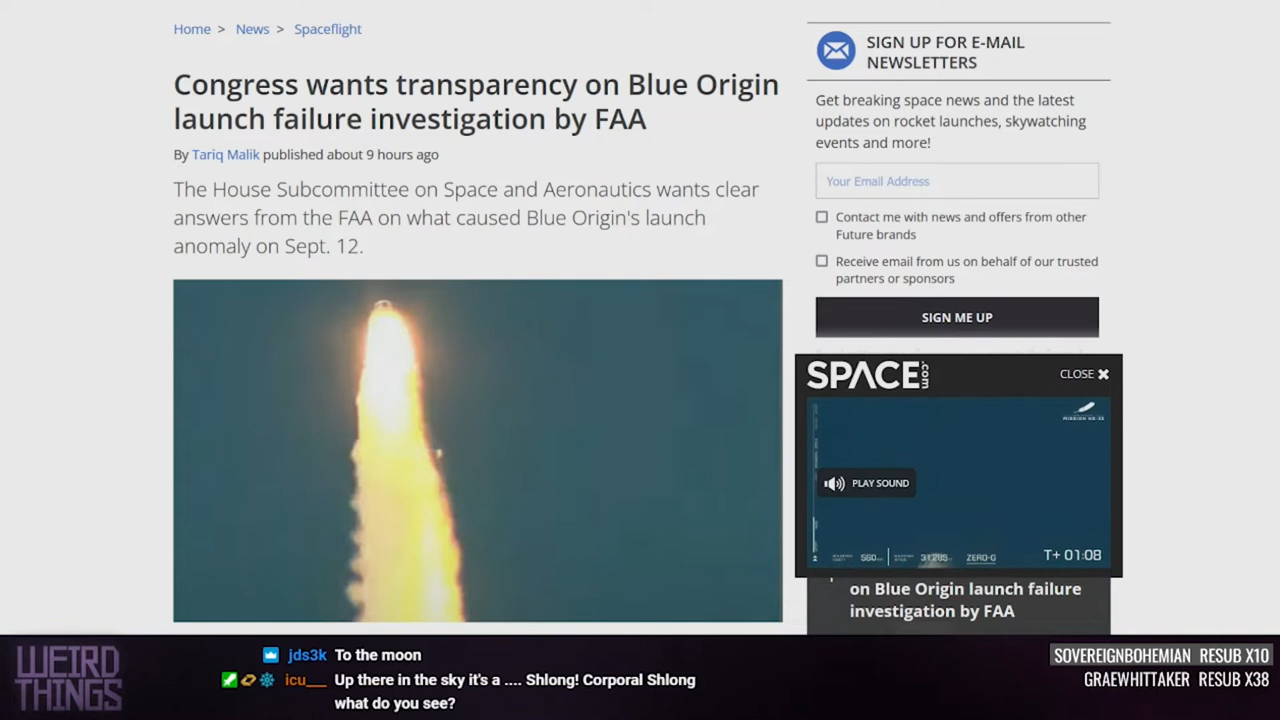 Home > News > Spaceflight
Congress wants transparency on Blue Origin
launch failure investigation by FAA
By Tariq Malik published about 9 hours ago
The House Subcommittee on Space and Aeronautics wants clear
answers from the FAA on what caused Blue Origin's launch
anomaly on Sept. 12.
SIGN UP FOR E-MAIL
NEWSLETTERS
Get breaking space news and the latest
updates on rocket launches, skywatching
events and more!
Your Email Address
Contact me with news and offers from other
Future brands
Receive email from us on behalf of our trusted
partners or sponsors
SIGN ME UP
SPACE.com
CLOSE
PLAY SOUND
560
31,285
ZERO-G
T+ 01:08
on Blue Origin launch failure
investigation by FAA
WEIRD
THINGS
jds3k To the moon
icu__ Up there in the sky it's a .... Shlong! Corporal Shlong
what do you see?
SOVEREIGNBOHEMIAN RESUB X10
GRAEWHITTAKER RESUB X38